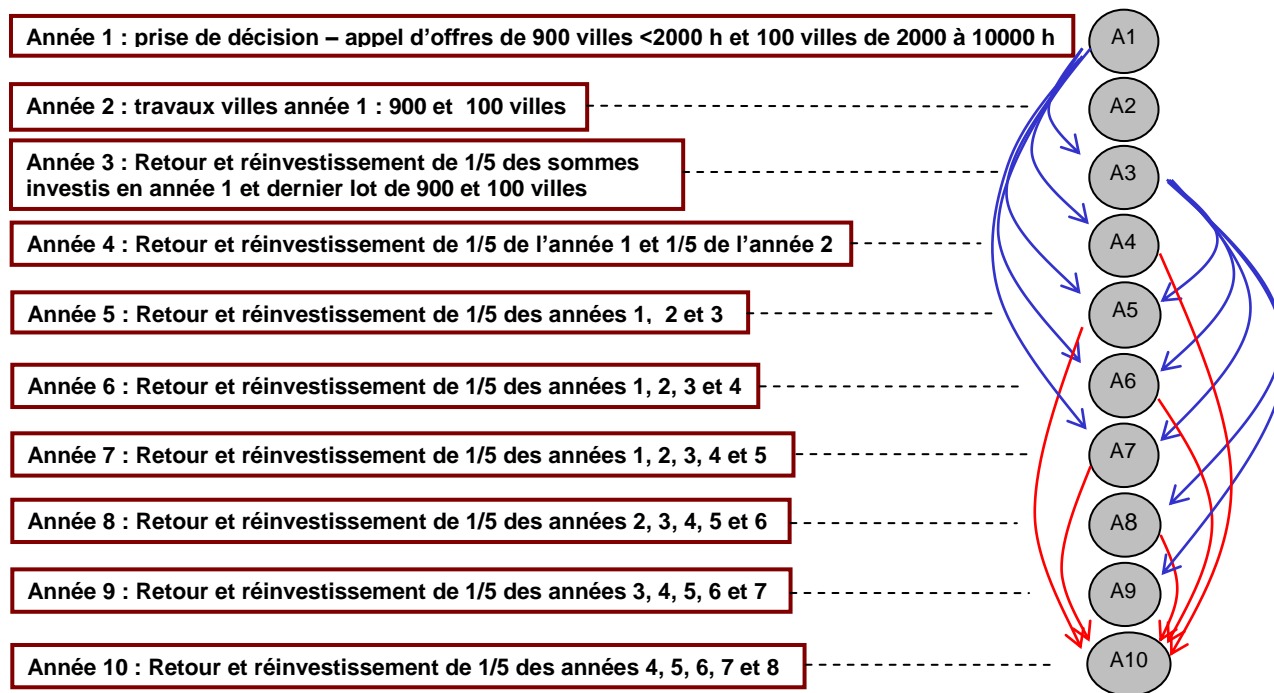 Année 1 : prise de décision – appel d'offres de 900 villes <2000 h et 100 villes de 2000 à 10000 h
A1
Année 2 : travaux villes année 1 : 900 et 100 villes
A2
Année 3 : Retour et réinvestissement de 1/5 des sommes
investis en année 1 et dernier lot de 900 et 100 villes
A3
Année 4 : Retour et réinvestissement de 1/5 de l'année 1 et 1/5 de l'année 2
A4
Année 5 : Retour et réinvestissement de 1/5 des années 1, 2 et 3
A5
Année 6 : Retour et réinvestissement de 1/5 des années 1, 2, 3 et 4
A6
Année 7 : Retour et réinvestissement de 1/5 des années 1, 2, 3, 4 et 5
A7
Année 8 : Retour et réinvestissement de 1/5 des années 2, 3, 4, 5 et 6
A8
Année 9 : Retour et réinvestissement de 1/5 des années 3, 4, 5, 6 et 7
A9
Année 10 : Retour et réinvestissement de 1/5 des années 4, 5, 6, 7 et 8
A10